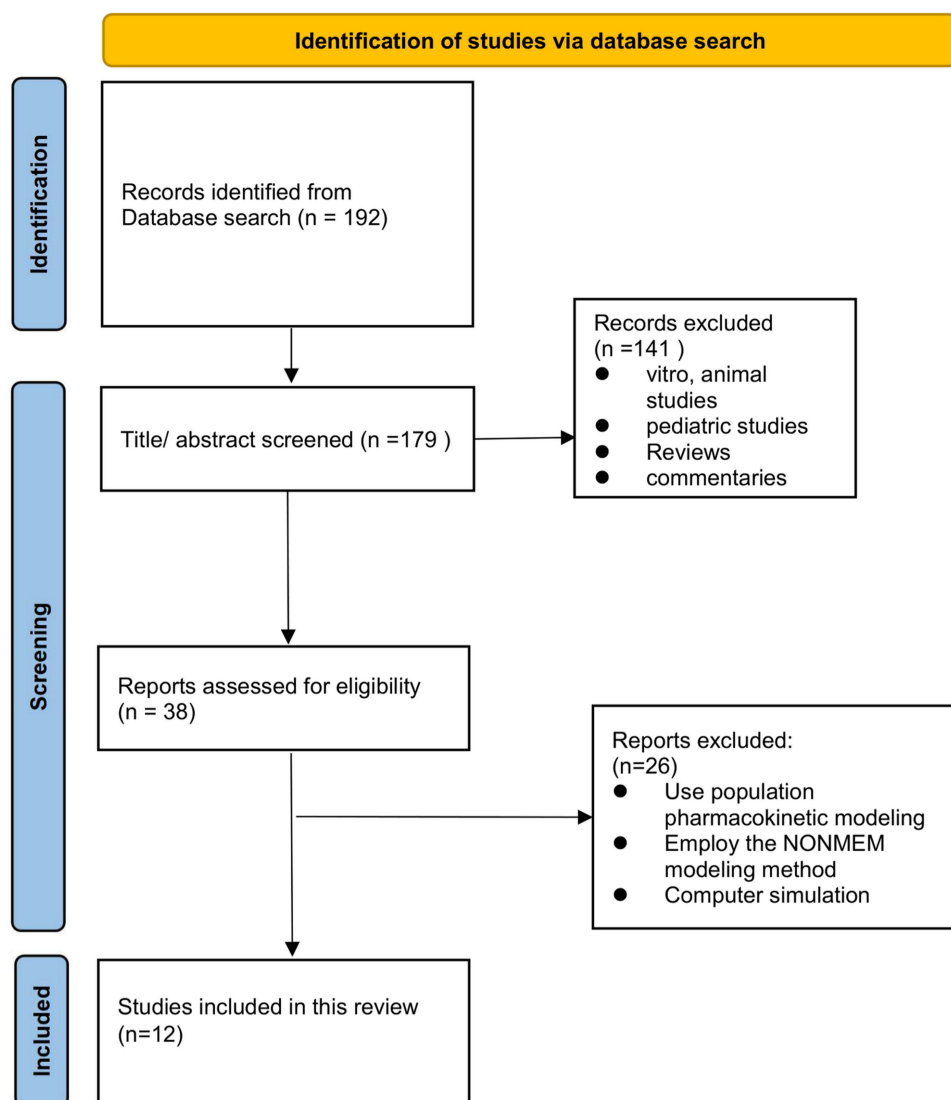 Identification of studies via database search
Identification
Records identified from
Database search (n = 192)
Records excluded
(n =141 )
● vitro, animal
studies
● pediatric studies
● Reviews
● commentaries
Screening
Title/ abstract screened (n =179 )
Reports assessed for eligibility
(n = 38)
Reports excluded:
(n=26)
● Use population
pharmacokinetic modeling
● Employ the NONMEM
modeling method
● Computer simulation
Included
Studies included in this review
(n=12)